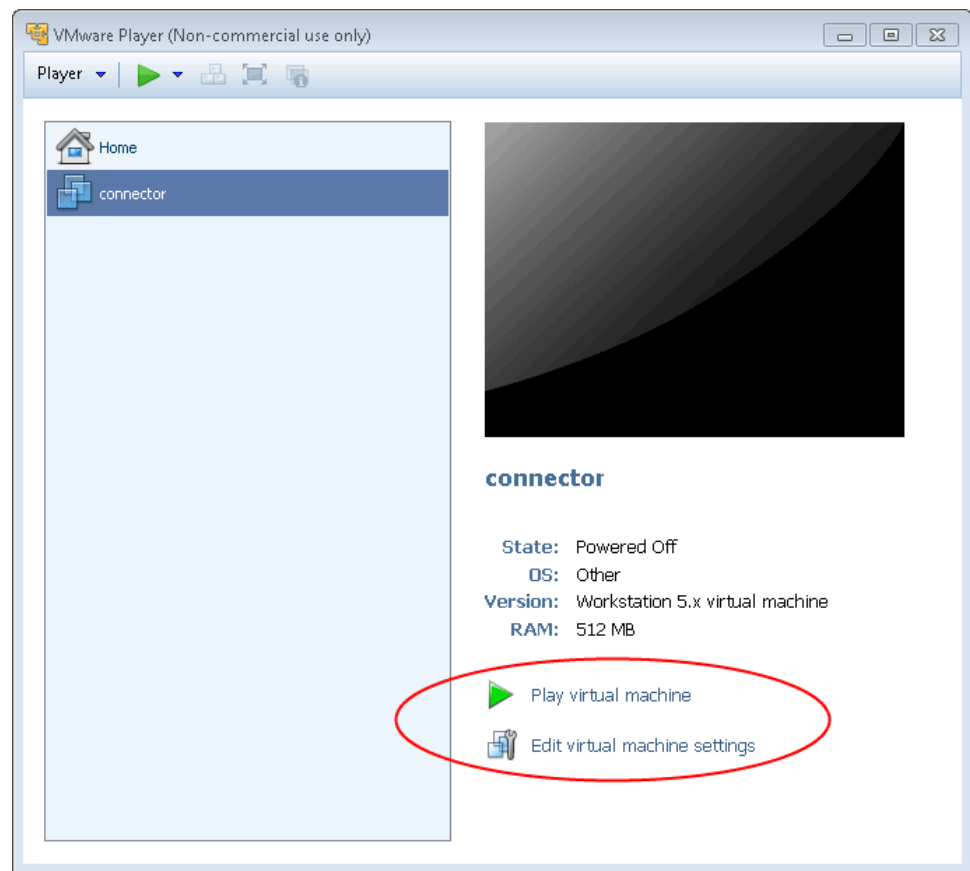 VMware Player (Non-commercial use only)
Player
Home
connector
connector
State: Powered Off
OS: Other
Version: Workstation 5.x virtual machine
RAM: 512 MB
Play virtual machine
Edit virtual machine settings